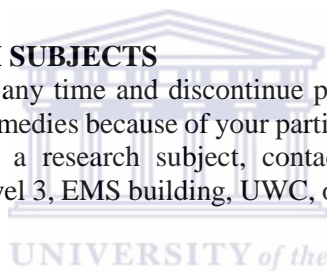 SUBJECTS
any time and discontinue p
medies because of your parti
a research subject, contac
vel 3, EMS building, UWC, o
UNIVERSITY of the